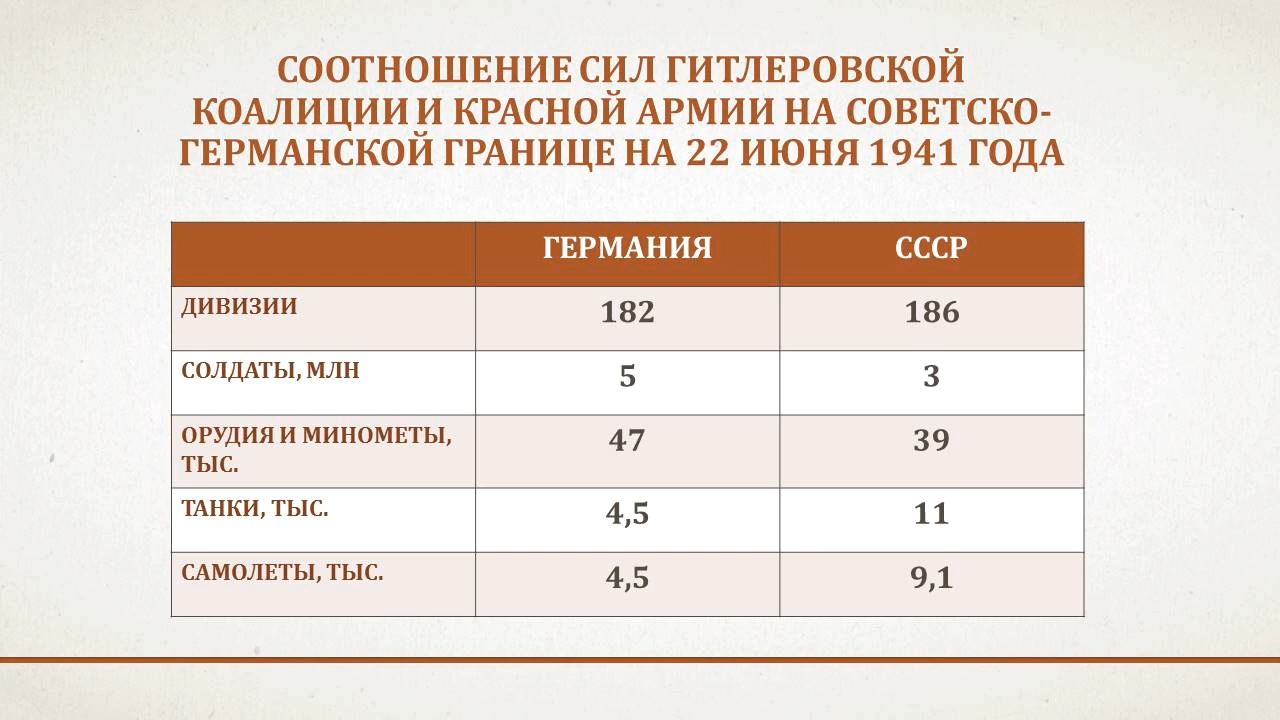 СООТНОШЕНИЕ СИЛ ГИТЛЕРОВСКОЙ
КОАЛИЦИИ И КРАСНОЙ АРМИИ НА СОВЕТСКО-
ГЕРМАНСКОЙ ГРАНИЦЕ НА 22 ИЮНЯ 1941 ГОДА
ГЕРМАНИЯ СССР
ДИВИЗИИ 182 186
СОЛДАТЫ, МЛН 5 3
ОРУДИЯ И МИНОМЕТЫ, 47 39
ТЫС.
ТАНКИ, ТЫС. 4,5 11
САМОЛЕТЫ, ТЫС. 4,5 9,1